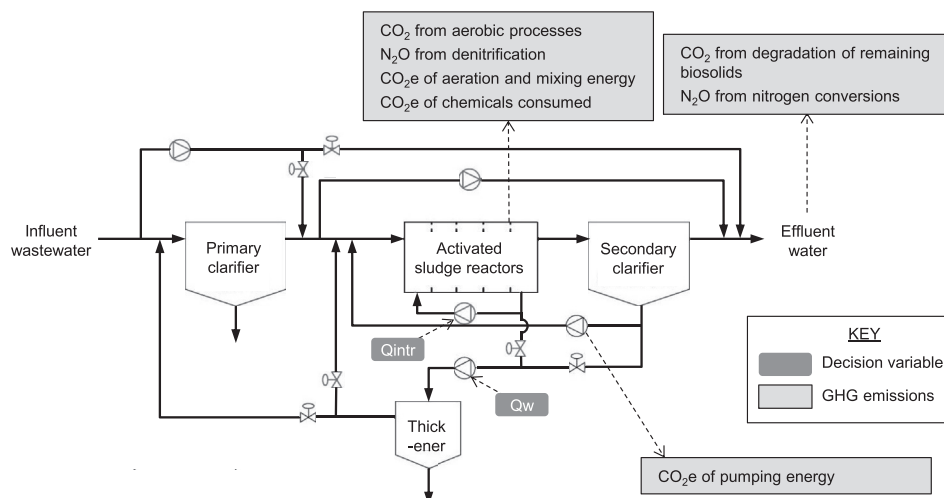 CO₂ from aerobic processes
N₂O from denitrification
CO₂e of aeration and mixing energy
CO₂e of chemicals consumed
CO₂ from degradation of remaining
biosolids
N₂O from nitrogen conversions
Influent
wastewater
Primary
clarifier
Activated
sludge reactors
Secondary
clarifier
Effluent
water
Qintr
Qw
Thick
-ener
KEY
Decision variable
GHG emissions
CO₂e of pumping energy